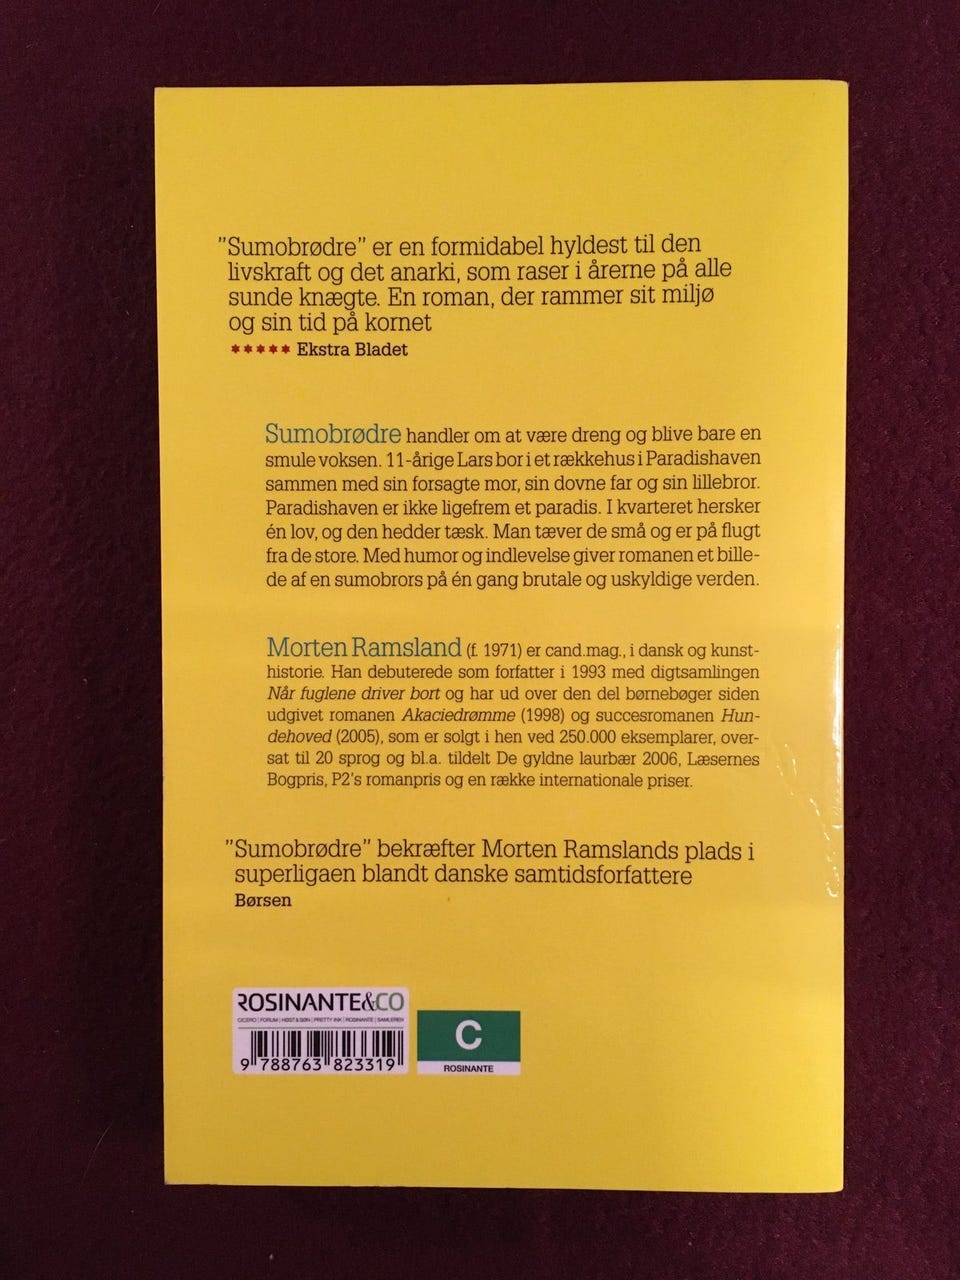 ”Sumobrødre” er en formidabel hyldest til den
livskraft og det anarki, som raser i årerne på alle
sunde knægte. En roman, der rammer sit miljø
og sin tid på kornet
***** Ekstra Bladet
Sumobrødre handler om at være dreng og blive bare en
smule voksen. 11-årige Lars bor i et rækkehus i Paradishaven
sammen med sin forsagte mor, sin dovne far og sin lillebror.
Paradishaven er ikke ligefrem et paradis. I kvarteret hersker
én lov, og den hedder tæsk. Man tæver de små og er på flugt
fra de store. Med humor og indlevelse giver romanen et bille-
de af en sumobrors på én gang brutale og uskyldige verden.
Morten Ramsland (f. 1971) er cand.mag., i dansk og kunst-
historie. Han debuterede som forfatter i 1993 med digtsamlingen
Når fuglene driver bort og har ud over den del børnebøger siden
udgivet romanen Akaciedrømme (1998) og succesromanen Hun-
dehoved (2005), som er solgt i hen ved 250.000 eksemplarer, over-
sat til 20 sprog og bl.a. tildelt De gyldne laurbær 2006, Læsernes
Bogpris, P2’s romanpris og en række internationale priser.
”Sumobrødre” bekræfter Morten Ramslands plads i
superligaen blandt danske samtidsforfattere
Børsen
ROSINANTE&CO
CICERO | FORUM | HØST & SØN | PRETTY INK | ROSINANTE | SAMLEREN
9 788763 823319
C
ROSINANTE